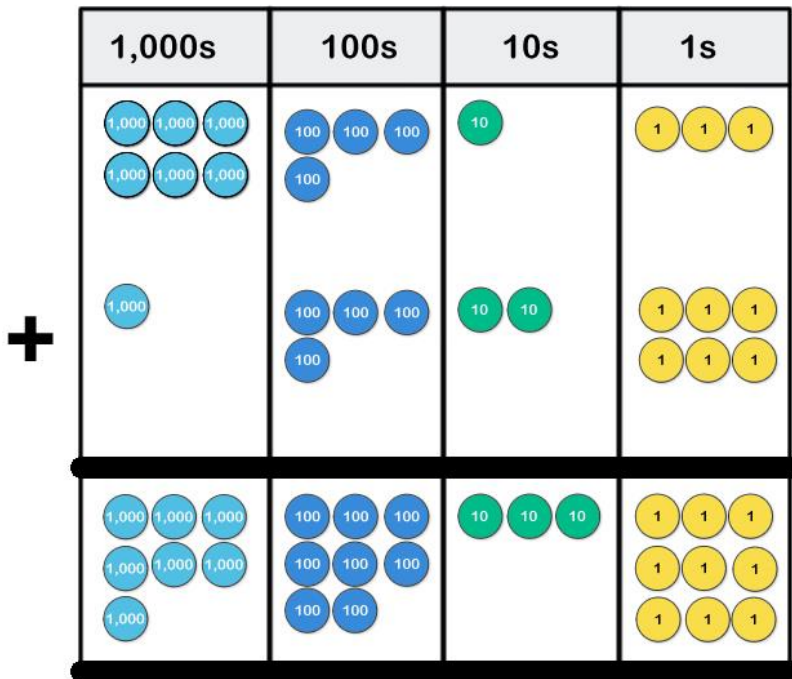 1,000s 100s 10s 1s
1,000 1,000 1,000 100 100 100 10 1 1 1
1,000 1,000 1,000 100
+ 1,000 100 100 100 10 10 1 1 1
100 1 1 1
1,000 1,000 1,000 100 100 100 10 10 10 1 1 1
1,000 1,000 1,000 100 100 100 1 1 1
1,000 100 100 1 1 1